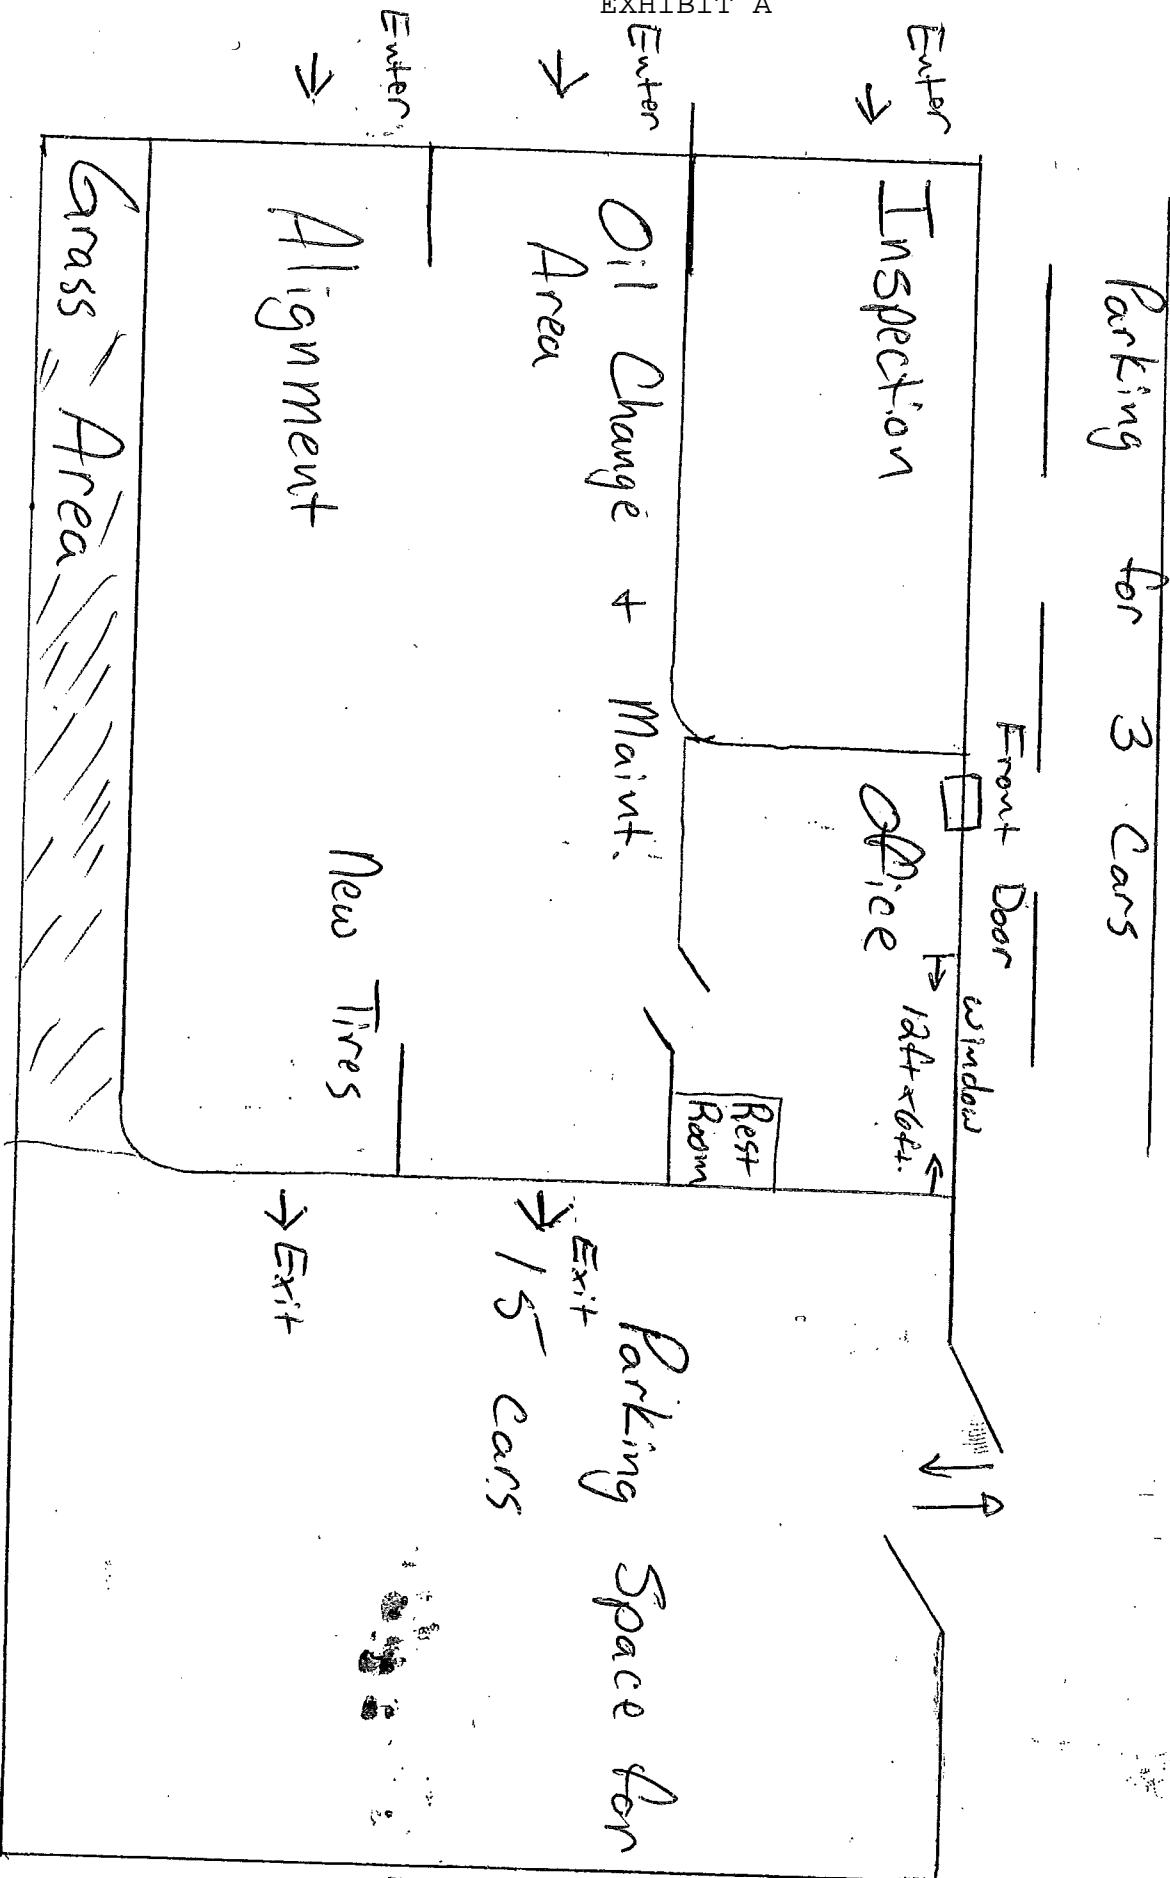 EXHIBIT A
Parking for 3 Cars
Front Door
window
12ft x 6ft.
Enter
Inspection
Office
Rest
Room
Enter
Oil Change + Maint.
Area
Exit
Parking Space for
15 Cars
Enter
Alignment
New Tires
Exit
Grass Area